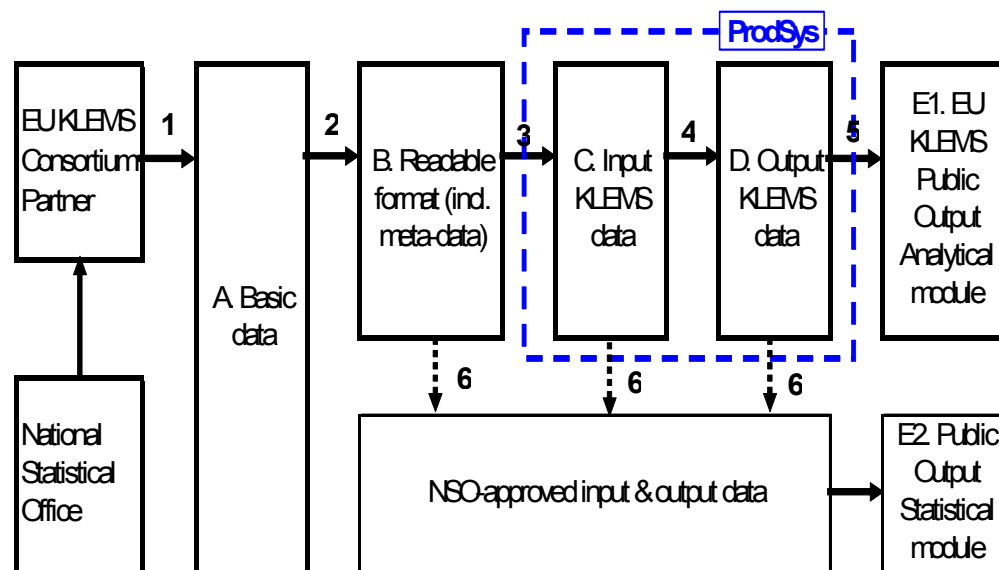 ProdSys
EU KLEMS
Consortium
Partner
1
A. Basic
data
2
B. Readable
format (incl.
meta-data)
3
C. Input
KLEMS
data
4
D. Output
KLEMS
data
5
E1. EU
KLEMS
Public
Output
Analytical
module
6
6
6
National
Statistical
Office
NSO-approved input & output data
E2. Public
Output
Statistical
module